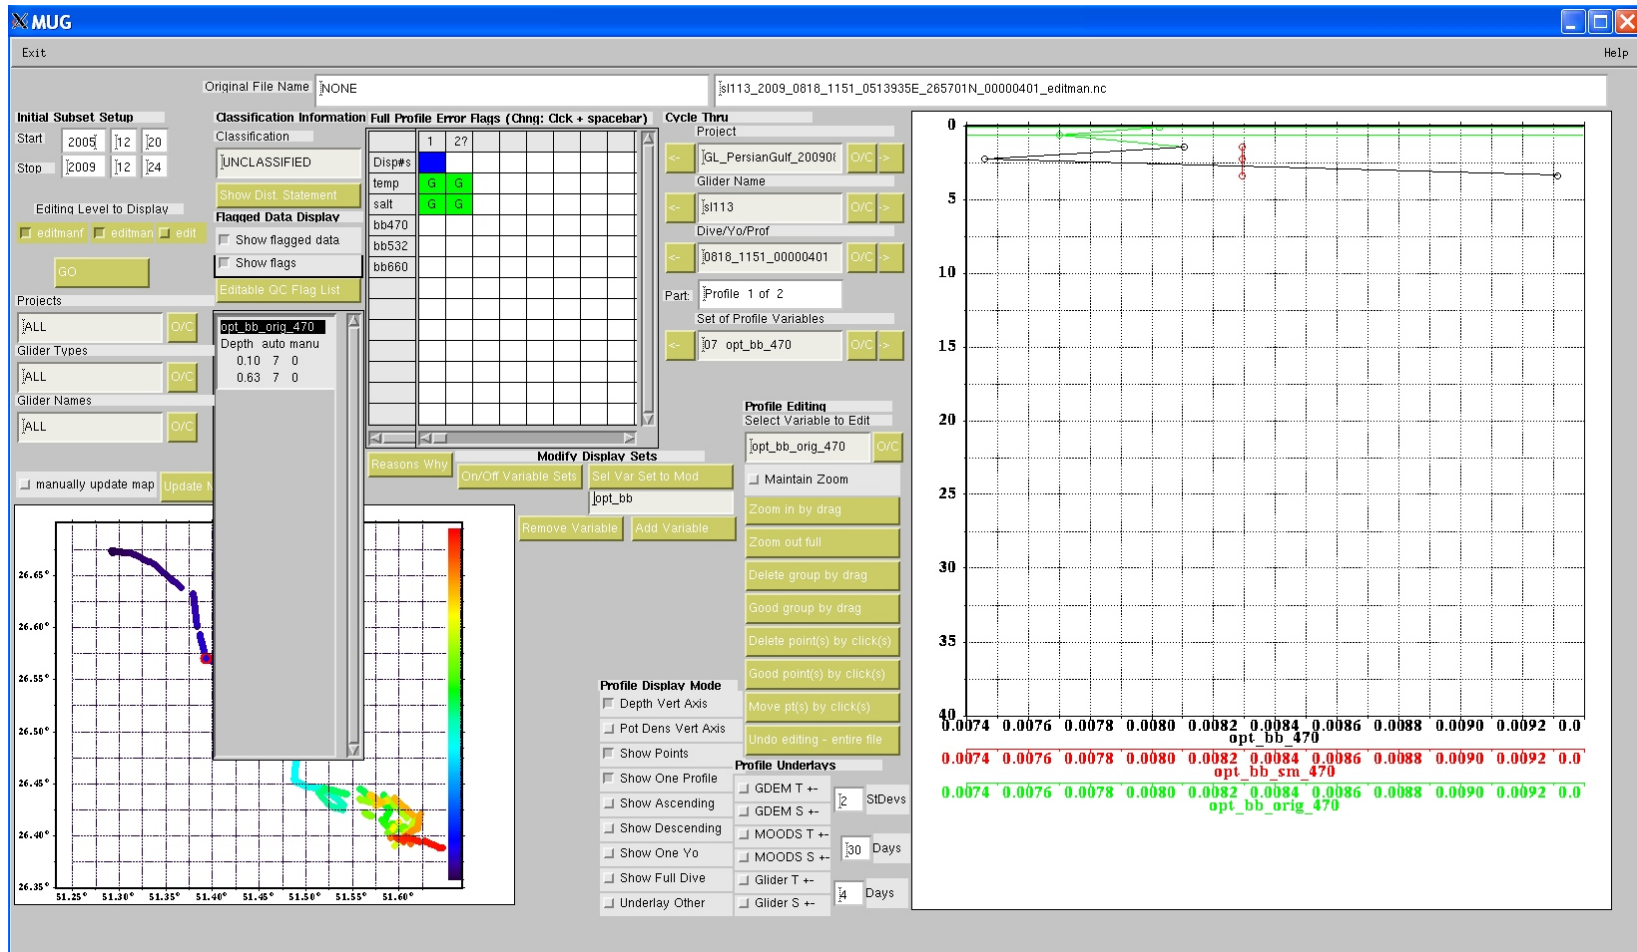 MUG
Exit
Help
Original File Name
NONE
sl113_2009_0818_1151_0513935E_265701N_00000401_editman.nc
Initial Subset Setup
Start
2005
12
20
Stop
2009
12
24
Editing Level to Display
editmanf
editman
edit
GO
Projects
ALL
O/C
Glider Types
ALL
O/C
Glider Names
ALL
O/C
manually update map
Classification Information
Classification
UNCLASSIFIED
Show Dist. Statement
Flagged Data Display
Show flagged data
Show flags
Editable QC Flag List
opt_bb_orig_470
Depth auto manu
0.10 7 0
0.63 7 0
Full Profile Error Flags (Chng: Clck + spacebar)
1 2?
Disp#s
temp G G
salt G G
bb470
bb532
bb660
Reasons Why
Modify Display Sets
On/Off Variable Sets
Sel Var Set to Mod
opt_bb
Remove Variable
Add Variable
Cycle Thru
Project
<-
GL_PersianGulf_20090
O/C
->
Glider Name
<-
sl113
O/C
->
Dive/Yo/Prof
<-
0818_1151_00000401
O/C
->
Part:
Profile 1 of 2
Set of Profile Variables
<-
07 opt_bb_470
O/C
->
Profile Editing
Select Variable to Edit
opt_bb_orig_470
O/C
Maintain Zoom
Zoom in by drag
Zoom out full
Delete group by drag
Good group by drag
Delete point(s) by click(s)
Good point(s) by click(s)
Move pt(s) by click(s)
Undo editing - entire file
Profile Display Mode
Depth Vert Axis
Pot Dens Vert Axis
Show Points
Show One Profile
Show Ascending
Show Descending
Show One Yo
Show Full Dive
Underlay Other
Profile Underlays
GDEM T +-
GDEM S +-
2
StDevs
MOODS T +-
MOODS S +-
30
Days
Glider T +-
Glider S +-
4
Days
26.65°
26.60°
26.55°
26.50°
26.45°
26.40°
26.35°
51.25° 51.30° 51.35° 51.40° 51.45° 51.50° 51.55° 51.60°
0
5
10
15
20
25
30
35
40
0.0074 0.0076 0.0078 0.0080 0.0082 0.0084 0.0086 0.0088 0.0090 0.0092 0.0
opt_bb_470
0.0074 0.0076 0.0078 0.0080 0.0082 0.0084 0.0086 0.0088 0.0090 0.0092 0.0
opt_bb_sm_470
0.0074 0.0076 0.0078 0.0080 0.0082 0.0084 0.0086 0.0088 0.0090 0.0092 0.0
opt_bb_orig_470